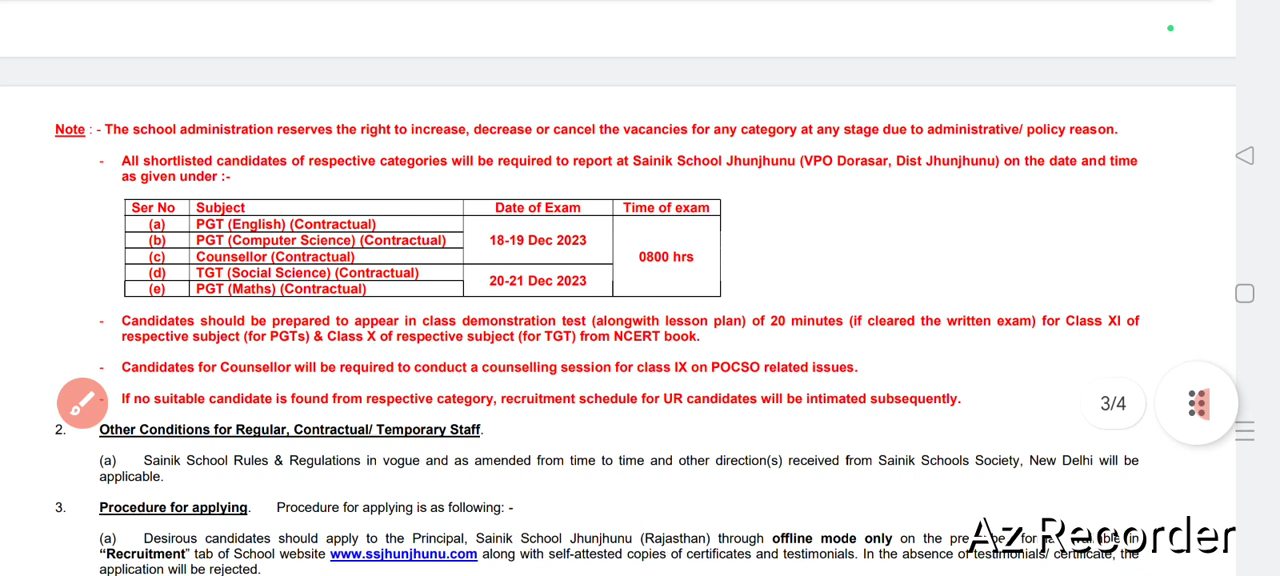 Note : - The school administration reserves the right to increase, decrease or cancel the vacancies for any category at any stage due to administrative/ policy reason.
- All shortlisted candidates of respective categories will be required to report at Sainik School Jhunjhunu (VPO Dorasar, Dist Jhunjhunu) on the date and time
as given under :-
Ser No Subject Date of Exam Time of exam
(a) PGT (English) (Contractual)
(b) PGT (Computer Science) (Contractual) 18-19 Dec 2023
(c) Counsellor (Contractual) 0800 hrs
(d) TGT (Social Science) (Contractual)
20-21 Dec 2023
(e) PGT (Maths) (Contractual)
- Candidates should be prepared to appear in class demonstration test (alongwith lesson plan) of 20 minutes (if cleared the written exam) for Class XI of
respective subject (for PGTs) & Class X of respective subject (for TGT) from NCERT book.
- Candidates for Counsellor will be required to conduct a counselling session for class IX on POCSO related issues.
- If no suitable candidate is found from respective category, recruitment schedule for UR candidates will be intimated subsequently.
3/4
2. Other Conditions for Regular, Contractual/ Temporary Staff.
(a) Sainik School Rules & Regulations in vogue and as amended from time to time and other direction(s) received from Sainik Schools Society, New Delhi will be
applicable.
3. Procedure for applying. Procedure for applying is as following: -
(a) Desirous candidates should apply to the Principal, Sainik School Jhunjhunu (Rajasthan) through offline mode only on the in
"Recruitment" tab of School website www.ssjhunjhunu.com along with self-attested copies of certificates and testimonials. In the absence of testimonials/ certificate, the
application will be rejected.
Az Recorder